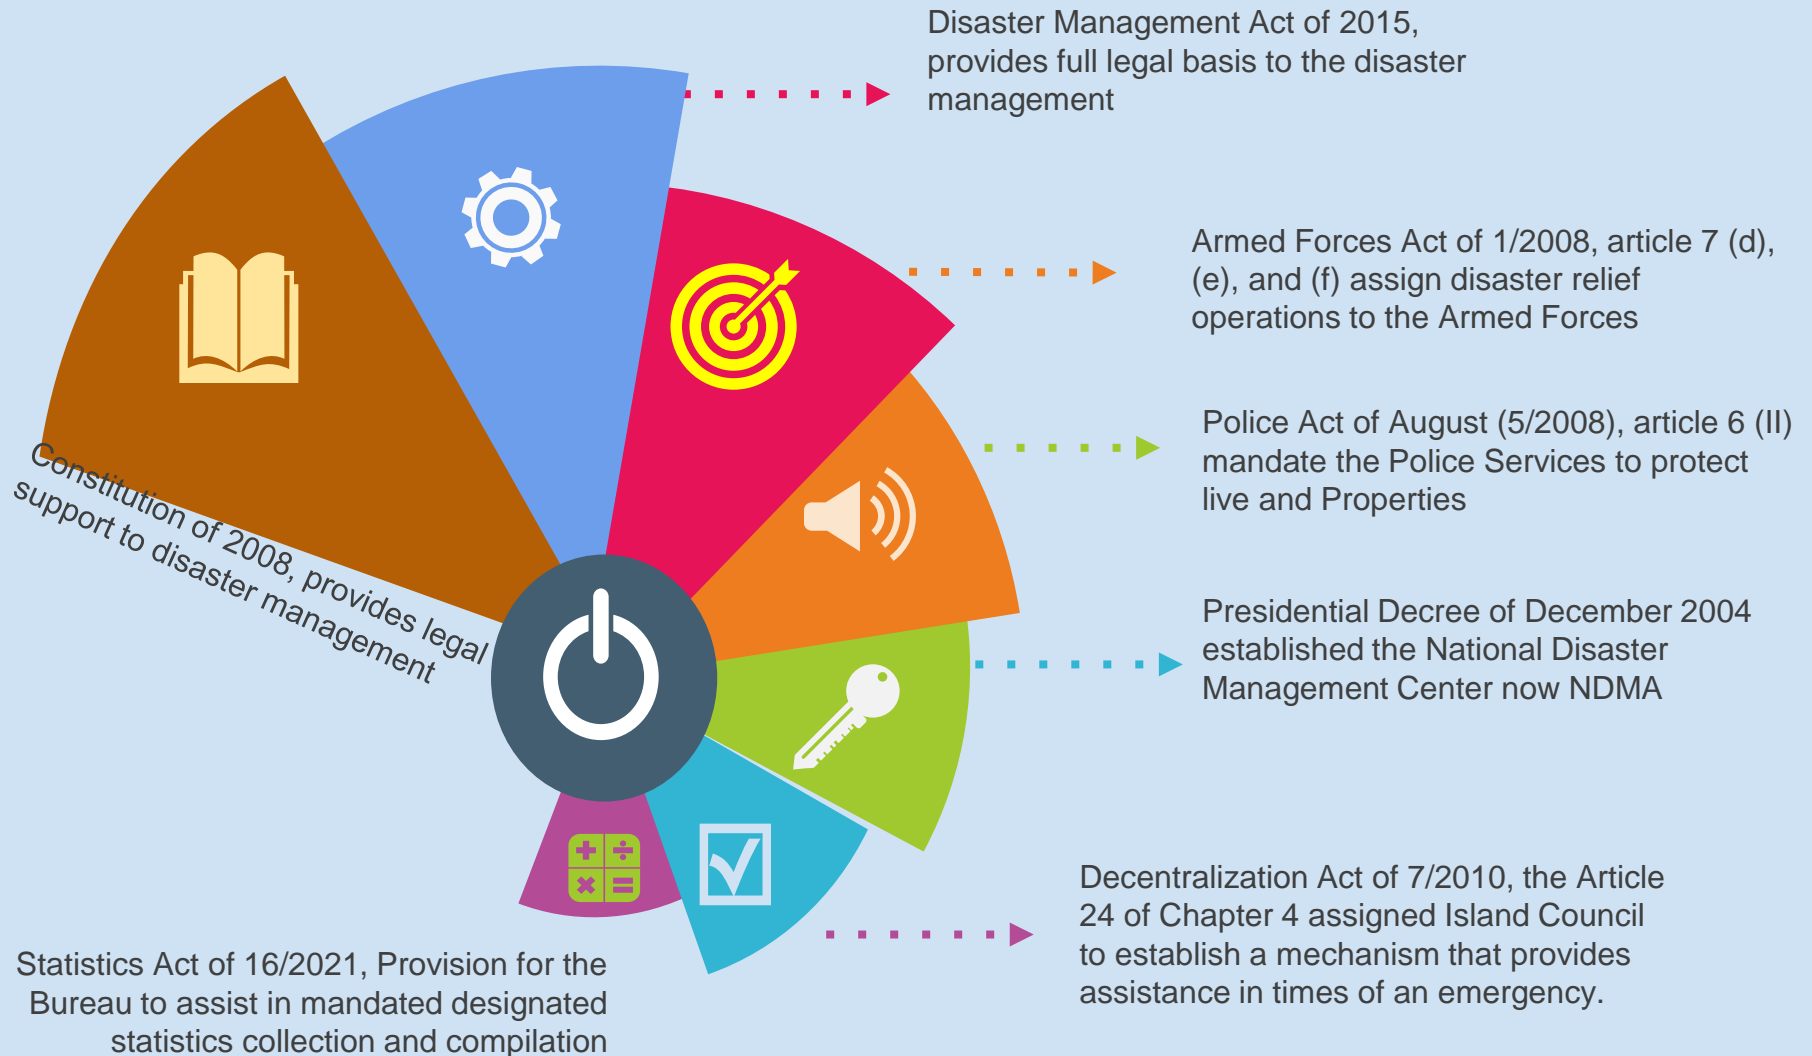 Disaster Management Act of 2015,
provides full legal basis to the disaster
management
Armed Forces Act of 1/2008, article 7 (d),
(e), and (f) assign disaster relief
operations to the Armed Forces
Police Act of August (5/2008), article 6 (II)
mandate the Police Services to protect
live and Properties
Constitution of 2008, provides legal
support to disaster management
Presidential Decree of December 2004
established the National Disaster
Management Center now NDMA
Decentralization Act of 7/2010, the Article
24 of Chapter 4 assigned Island Council
to establish a mechanism that provides
assistance in times of an emergency.
Statistics Act of 16/2021, Provision for the
Bureau to assist in mandated designated
statistics collection and compilation